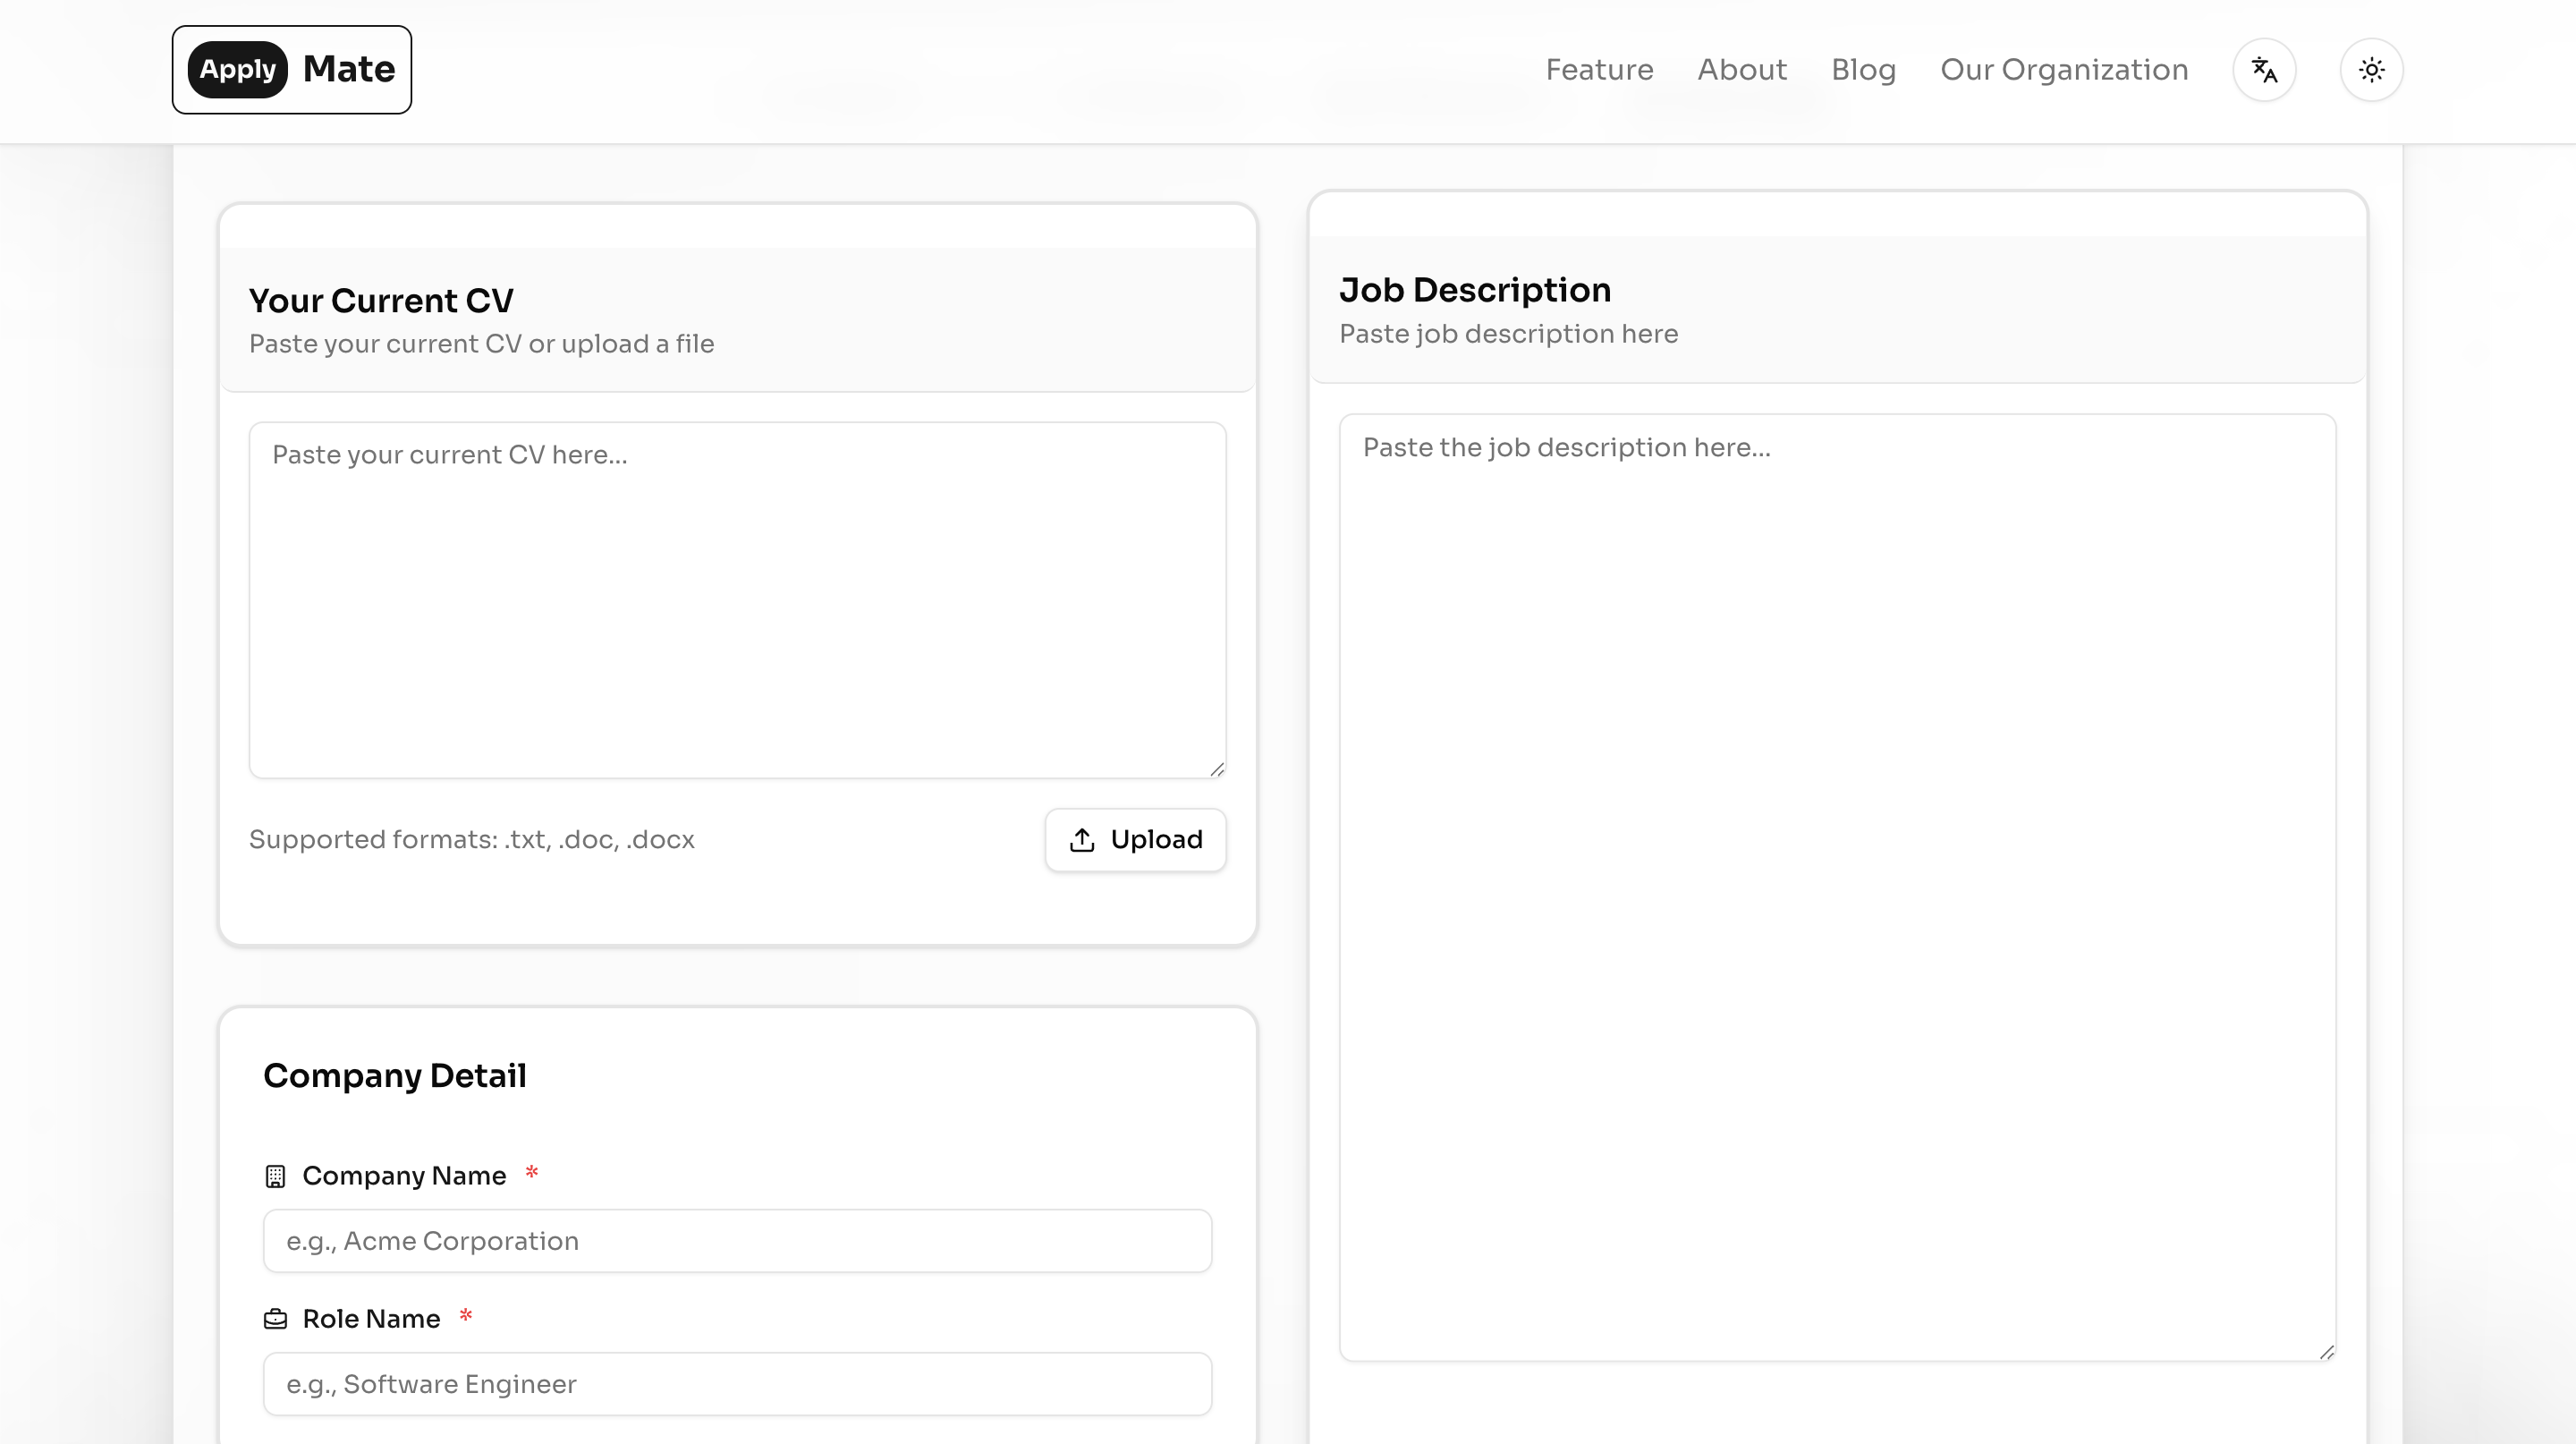 Apply Mate
Feature
About
Blog
Our Organization
Your Current CV
Paste your current CV or upload a file
Paste your current CV here...
Supported formats: .txt, .doc, .docx
Upload
Company Detail
Company Name *
e.g., Acme Corporation
Role Name *
e.g., Software Engineer
Job Description
Paste job description here
Paste the job description here...